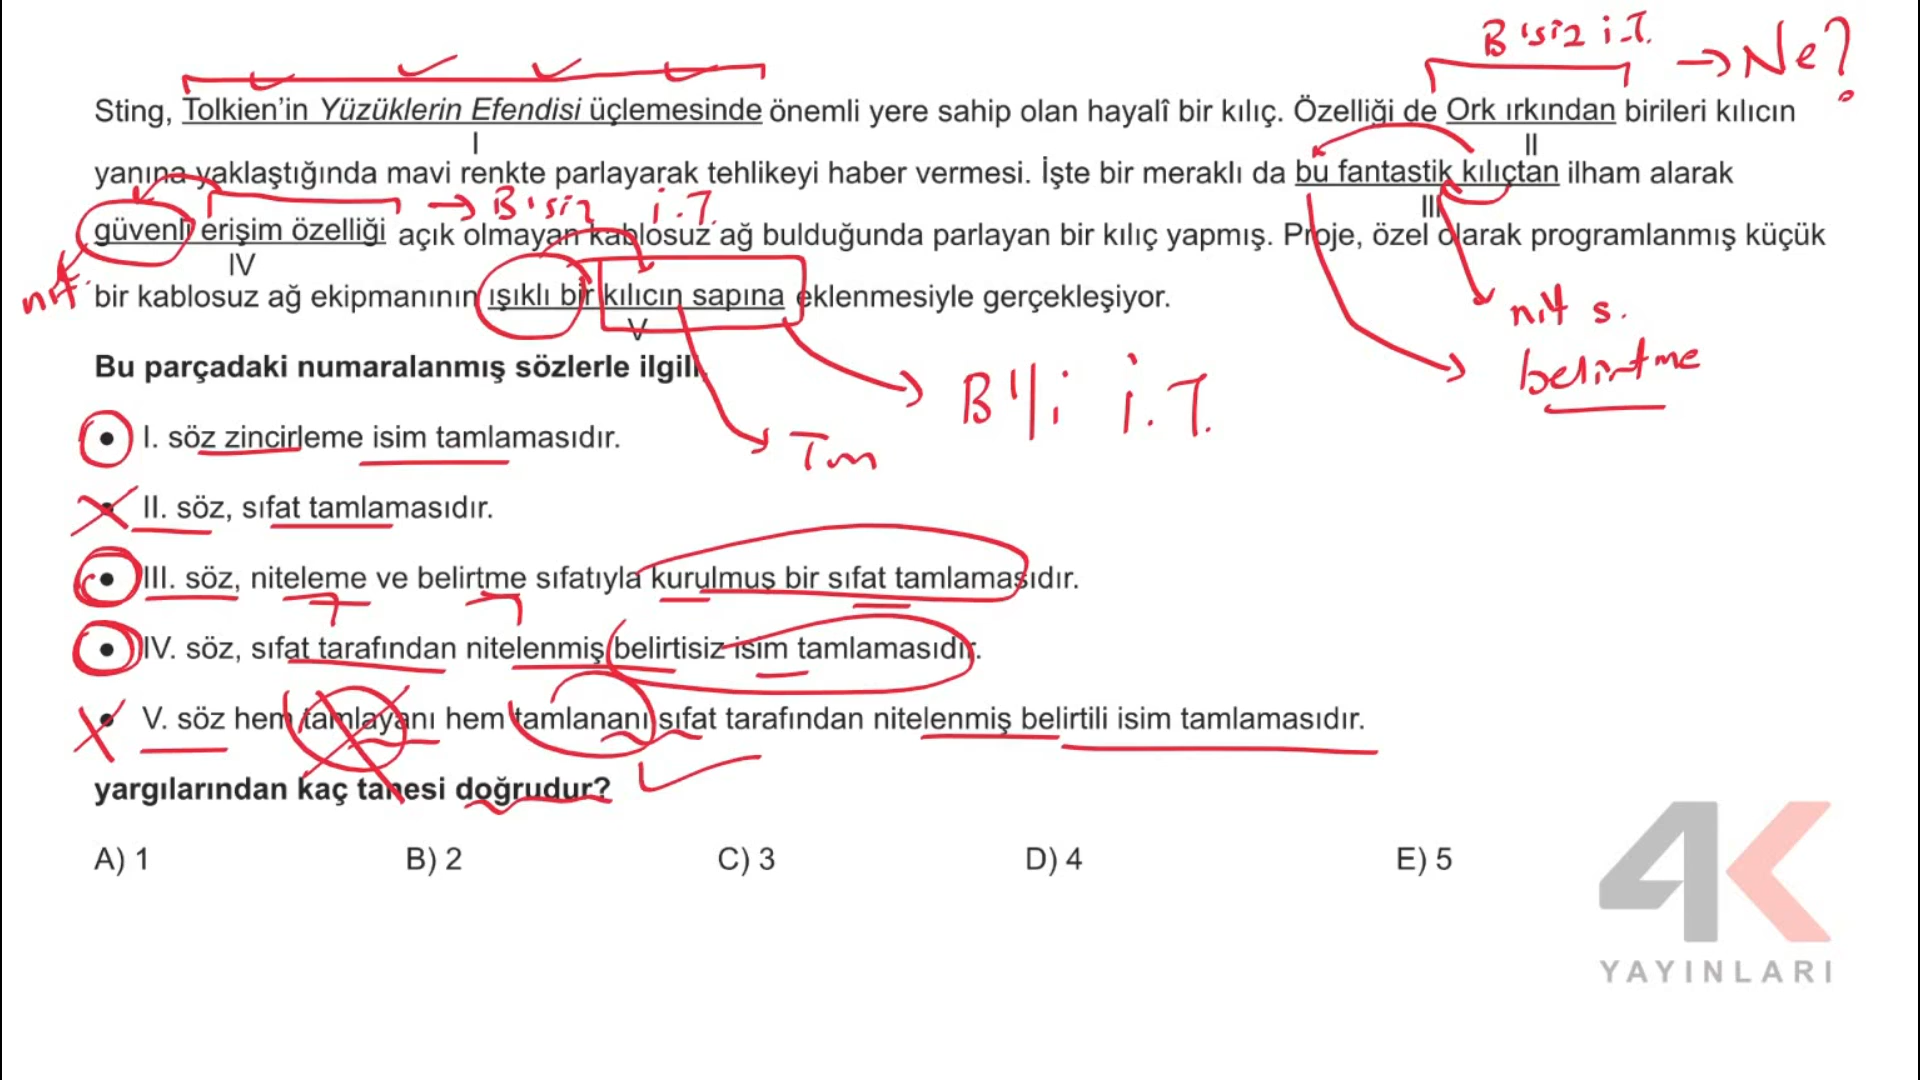 B'siz i.T. → Ne?
Sting, Tolkien'in Yüzüklerin Efendisi üçlemesinde önemli yere sahip olan hayalî bir kılıç. Özelliği de Ork ırkından birileri kılıcın
I
II
yanına yaklaştığında mavi renkte parlayarak tehlikeyi haber vermesi. İşte bir meraklı da bu fantastik kılıçtan ilham alarak
III
→ B'siz i.T.
güvenli erişim özelliği açık olmayan kablosuz ağ bulduğunda parlayan bir kılıç yapmış. Proje, özel olarak programlanmış küçük
IV
nit.
bir kablosuz ağ ekipmanının ışıklı bir kılıcın sapına eklenmesiyle gerçekleşiyor.
nit s.
V
belirtme
Bu parçadaki numaralanmış sözlerle ilgili,
B'li i.T.
Tm
• I. söz zincirleme isim tamlamasıdır.
• II. söz, sıfat tamlamasıdır.
• III. söz, niteleme ve belirtme sıfatıyla kurulmuş bir sıfat tamlamasıdır.
• IV. söz, sıfat tarafından nitelenmiş belirtisiz isim tamlamasıdır.
• V. söz hem tamlayanı hem tamlananı sıfat tarafından nitelenmiş belirtili isim tamlamasıdır.
yargılarından kaç tanesi doğrudur?
A) 1 B) 2 C) 3 D) 4 E) 5
4K
YAYINLARI